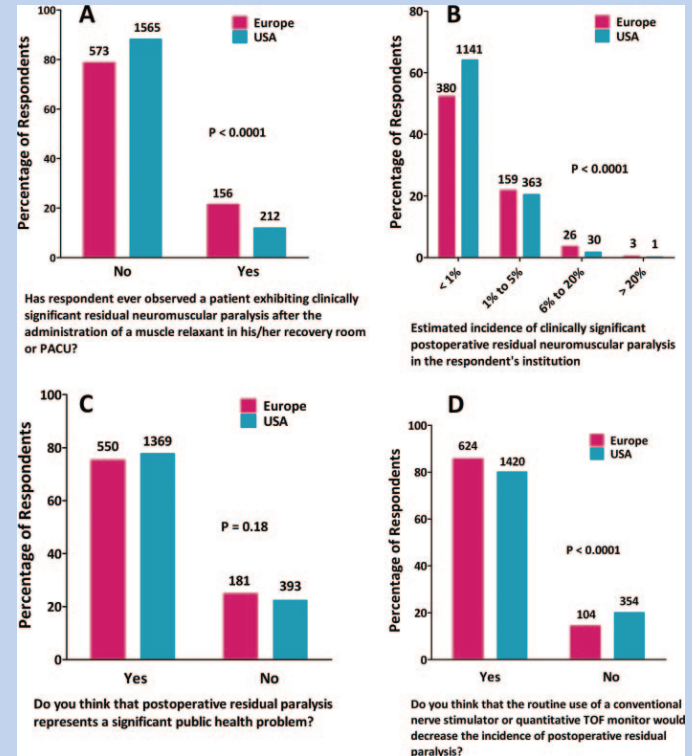 A
Europe
USA
Percentage of Respondents
100
80
60
40
20
0
573
1565
156
212
P < 0.0001
No
Yes
Has respondent ever observed a patient exhibiting clinically
significant residual neuromuscular paralysis after the
administration of a muscle relaxant in his/her recovery room
or PACU?
B
Europe
USA
Percentage of Respondents
80
60
40
20
0
380
1141
159
363
26
30
3
1
P < 0.0001
< 1%
1% to 5%
6% to 20%
> 20%
Estimated incidence of clinically significant
postoperative residual neuromuscular paralysis
in the respondent's institution
C
Europe
USA
Percentage of Respondents
100
80
60
40
20
0
550
1369
181
393
P = 0.18
Yes
No
Do you think that postoperative residual paralysis
represents a significant public health problem?
D
Europe
USA
Percentage of Respondents
100
80
60
40
20
0
624
1420
104
354
P < 0.0001
Yes
No
Do you think that the routine use of a conventional
nerve stimulator or quantitative TOF monitor would
decrease the incidence of postoperative residual
paralysis?